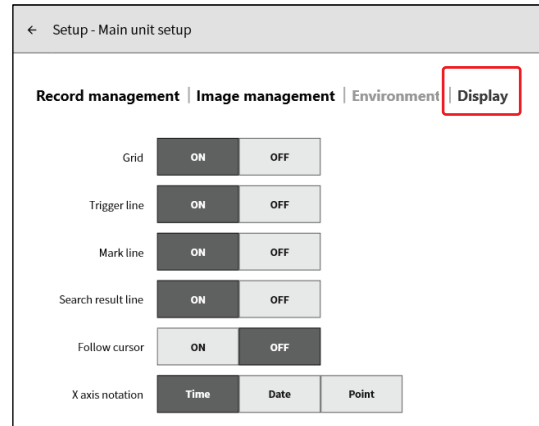 ← Setup - Main unit setup
Record management | Image management | Environment | Display
Grid ON OFF
Trigger line ON OFF
Mark line ON OFF
Search result line ON OFF
Follow cursor ON OFF
X axis notation Time Date Point